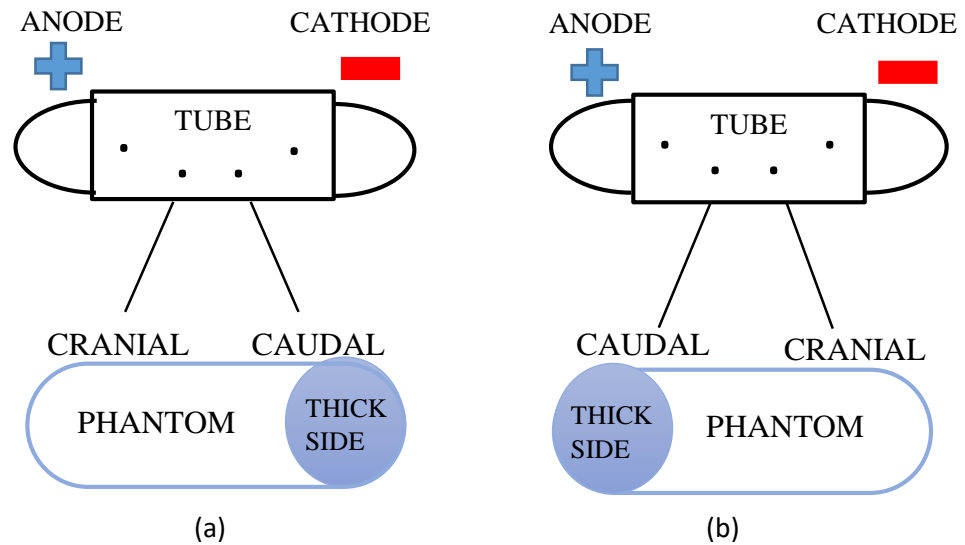 ANODE
CATHODE
TUBE
CRANIAL
CAUDAL
PHANTOM
THICK
SIDE
(a)
ANODE
CATHODE
TUBE
CAUDAL
CRANIAL
THICK
SIDE
PHANTOM
(b)